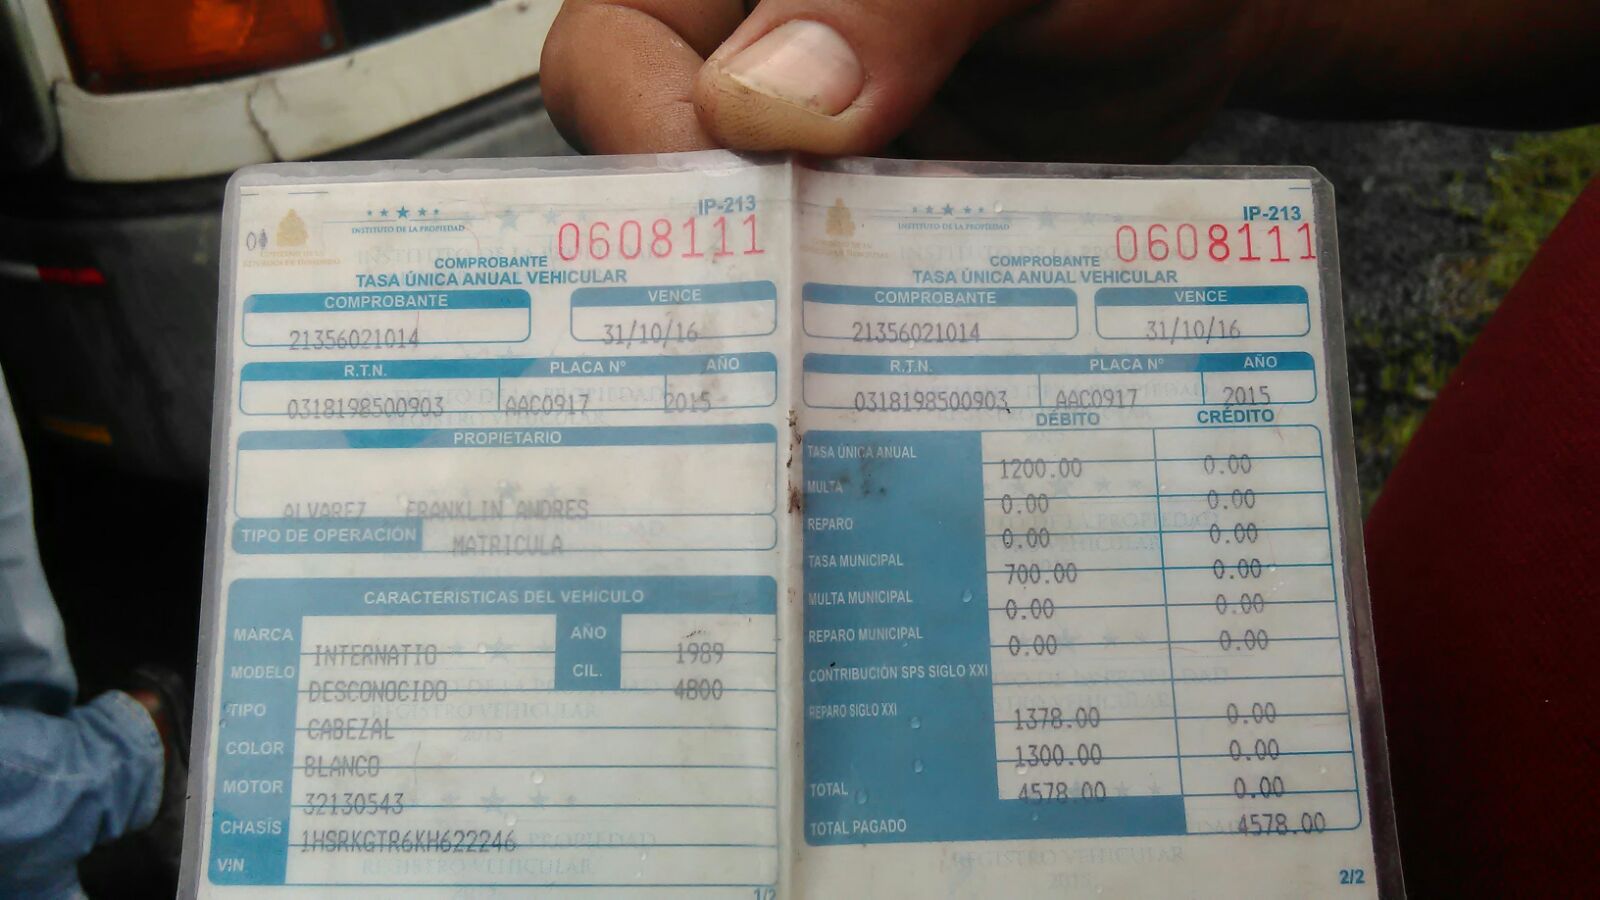 IP-213
INSTITUTO DE LA PROPIEDAD
0608111
COMPROBANTE
TASA ÚNICA ANUAL VEHICULAR
COMPROBANTE VENCE
21356021014 31/10/16
R.T.N. PLACA Nº AÑO
0318198500903 AAC0917 2015
PROPIETARIO
ALVAREZ FRANKLIN ANDRES
TIPO DE OPERACIÓN MATRICULA
CARACTERÍSTICAS DEL VEHÍCULO
MARCA INTERNATIO AÑO 1989
MODELO DESCONOCIDO CIL. 4800
TIPO CABEZAL
COLOR BLANCO
MOTOR 32130543
CHASÍS 1HSRKGTR6KH622246
VIN
1/2
IP-213
INSTITUTO DE LA PROPIEDAD
0608111
COMPROBANTE
TASA ÚNICA ANUAL VEHICULAR
COMPROBANTE VENCE
21356021014 31/10/16
R.T.N. PLACA Nº AÑO
0318198500903 AAC0917 2015
DÉBITO CRÉDITO
TASA ÚNICA ANUAL 1200.00 0.00
MULTA 0.00 0.00
REPARO 0.00 0.00
TASA MUNICIPAL 700.00 0.00
MULTA MUNICIPAL 0.00 0.00
REPARO MUNICIPAL 0.00 0.00
CONTRIBUCIÓN SPS SIGLO XXI
REPARO SIGLO XXI 1378.00 0.00
1300.00 0.00
TOTAL 4578.00 0.00
TOTAL PAGADO 4578.00
REGISTRO VEHICULAR
2015
2/2